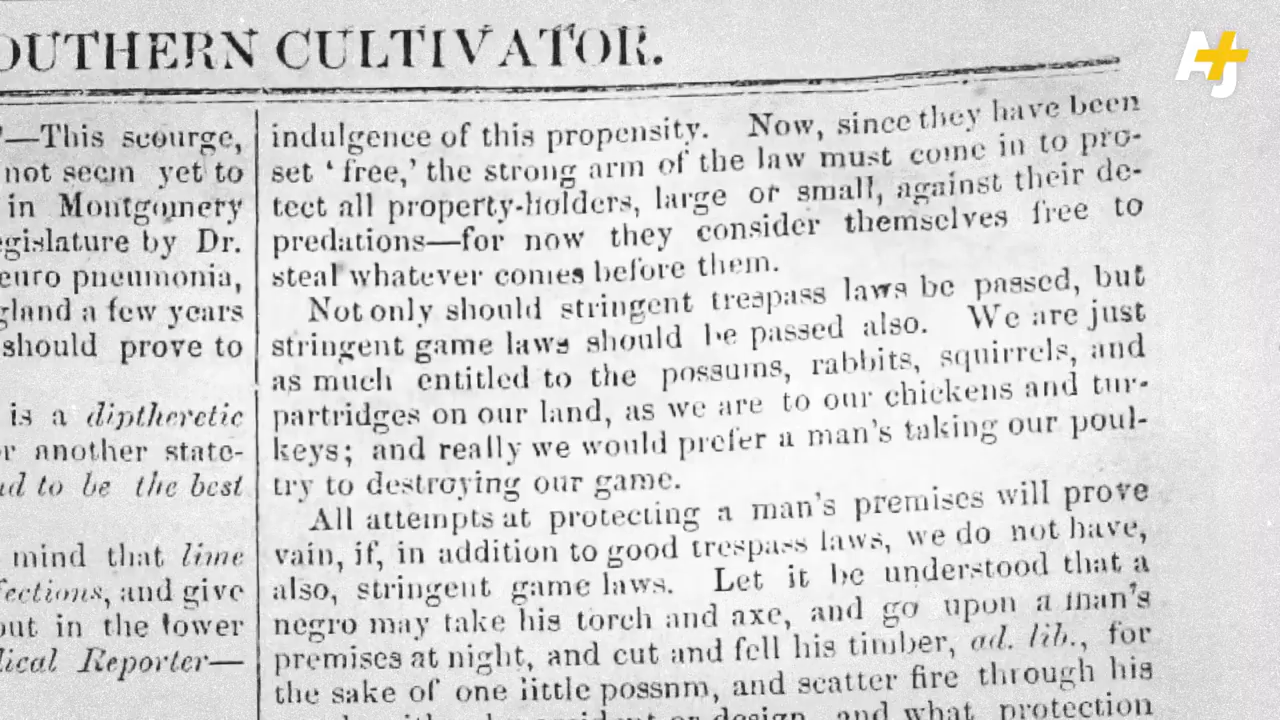 OUTHERN CULTIVATOR.
AJ+
—This scourge,
not seem yet to
in Montgomery
egislature by Dr.
euro pneumonia,
gland a few years
should prove to
is a diptheretic
r another state-
nd to be the best
mind that lime
fections, and give
out in the lower
dical Reporter—
indulgence of this propensity. Now, since they have been
set ‘free,’ the strong arm of the law must come in to pro-
tect all property-holders, large or small, against their de-
predations—for now they consider themselves free to
steal whatever comes before them.
Not only should stringent trespass laws be passed, but
stringent game laws should be passed also. We are just
as much entitled to the possums, rabbits, squirrels, and
partridges on our land, as we are to our chickens and tur-
keys; and really we would prefer a man’s taking our poul-
try to destroying our game.
All attempts at protecting a man’s premises will prove
vain, if, in addition to good trespass laws, we do not have,
also, stringent game laws. Let it be understood that a
negro may take his torch and axe, and go upon a man’s
premises at night, and cut and fell his timber, ad. lib., for
the sake of one little possnm, and scatter fire through his
accident or design, and what protection